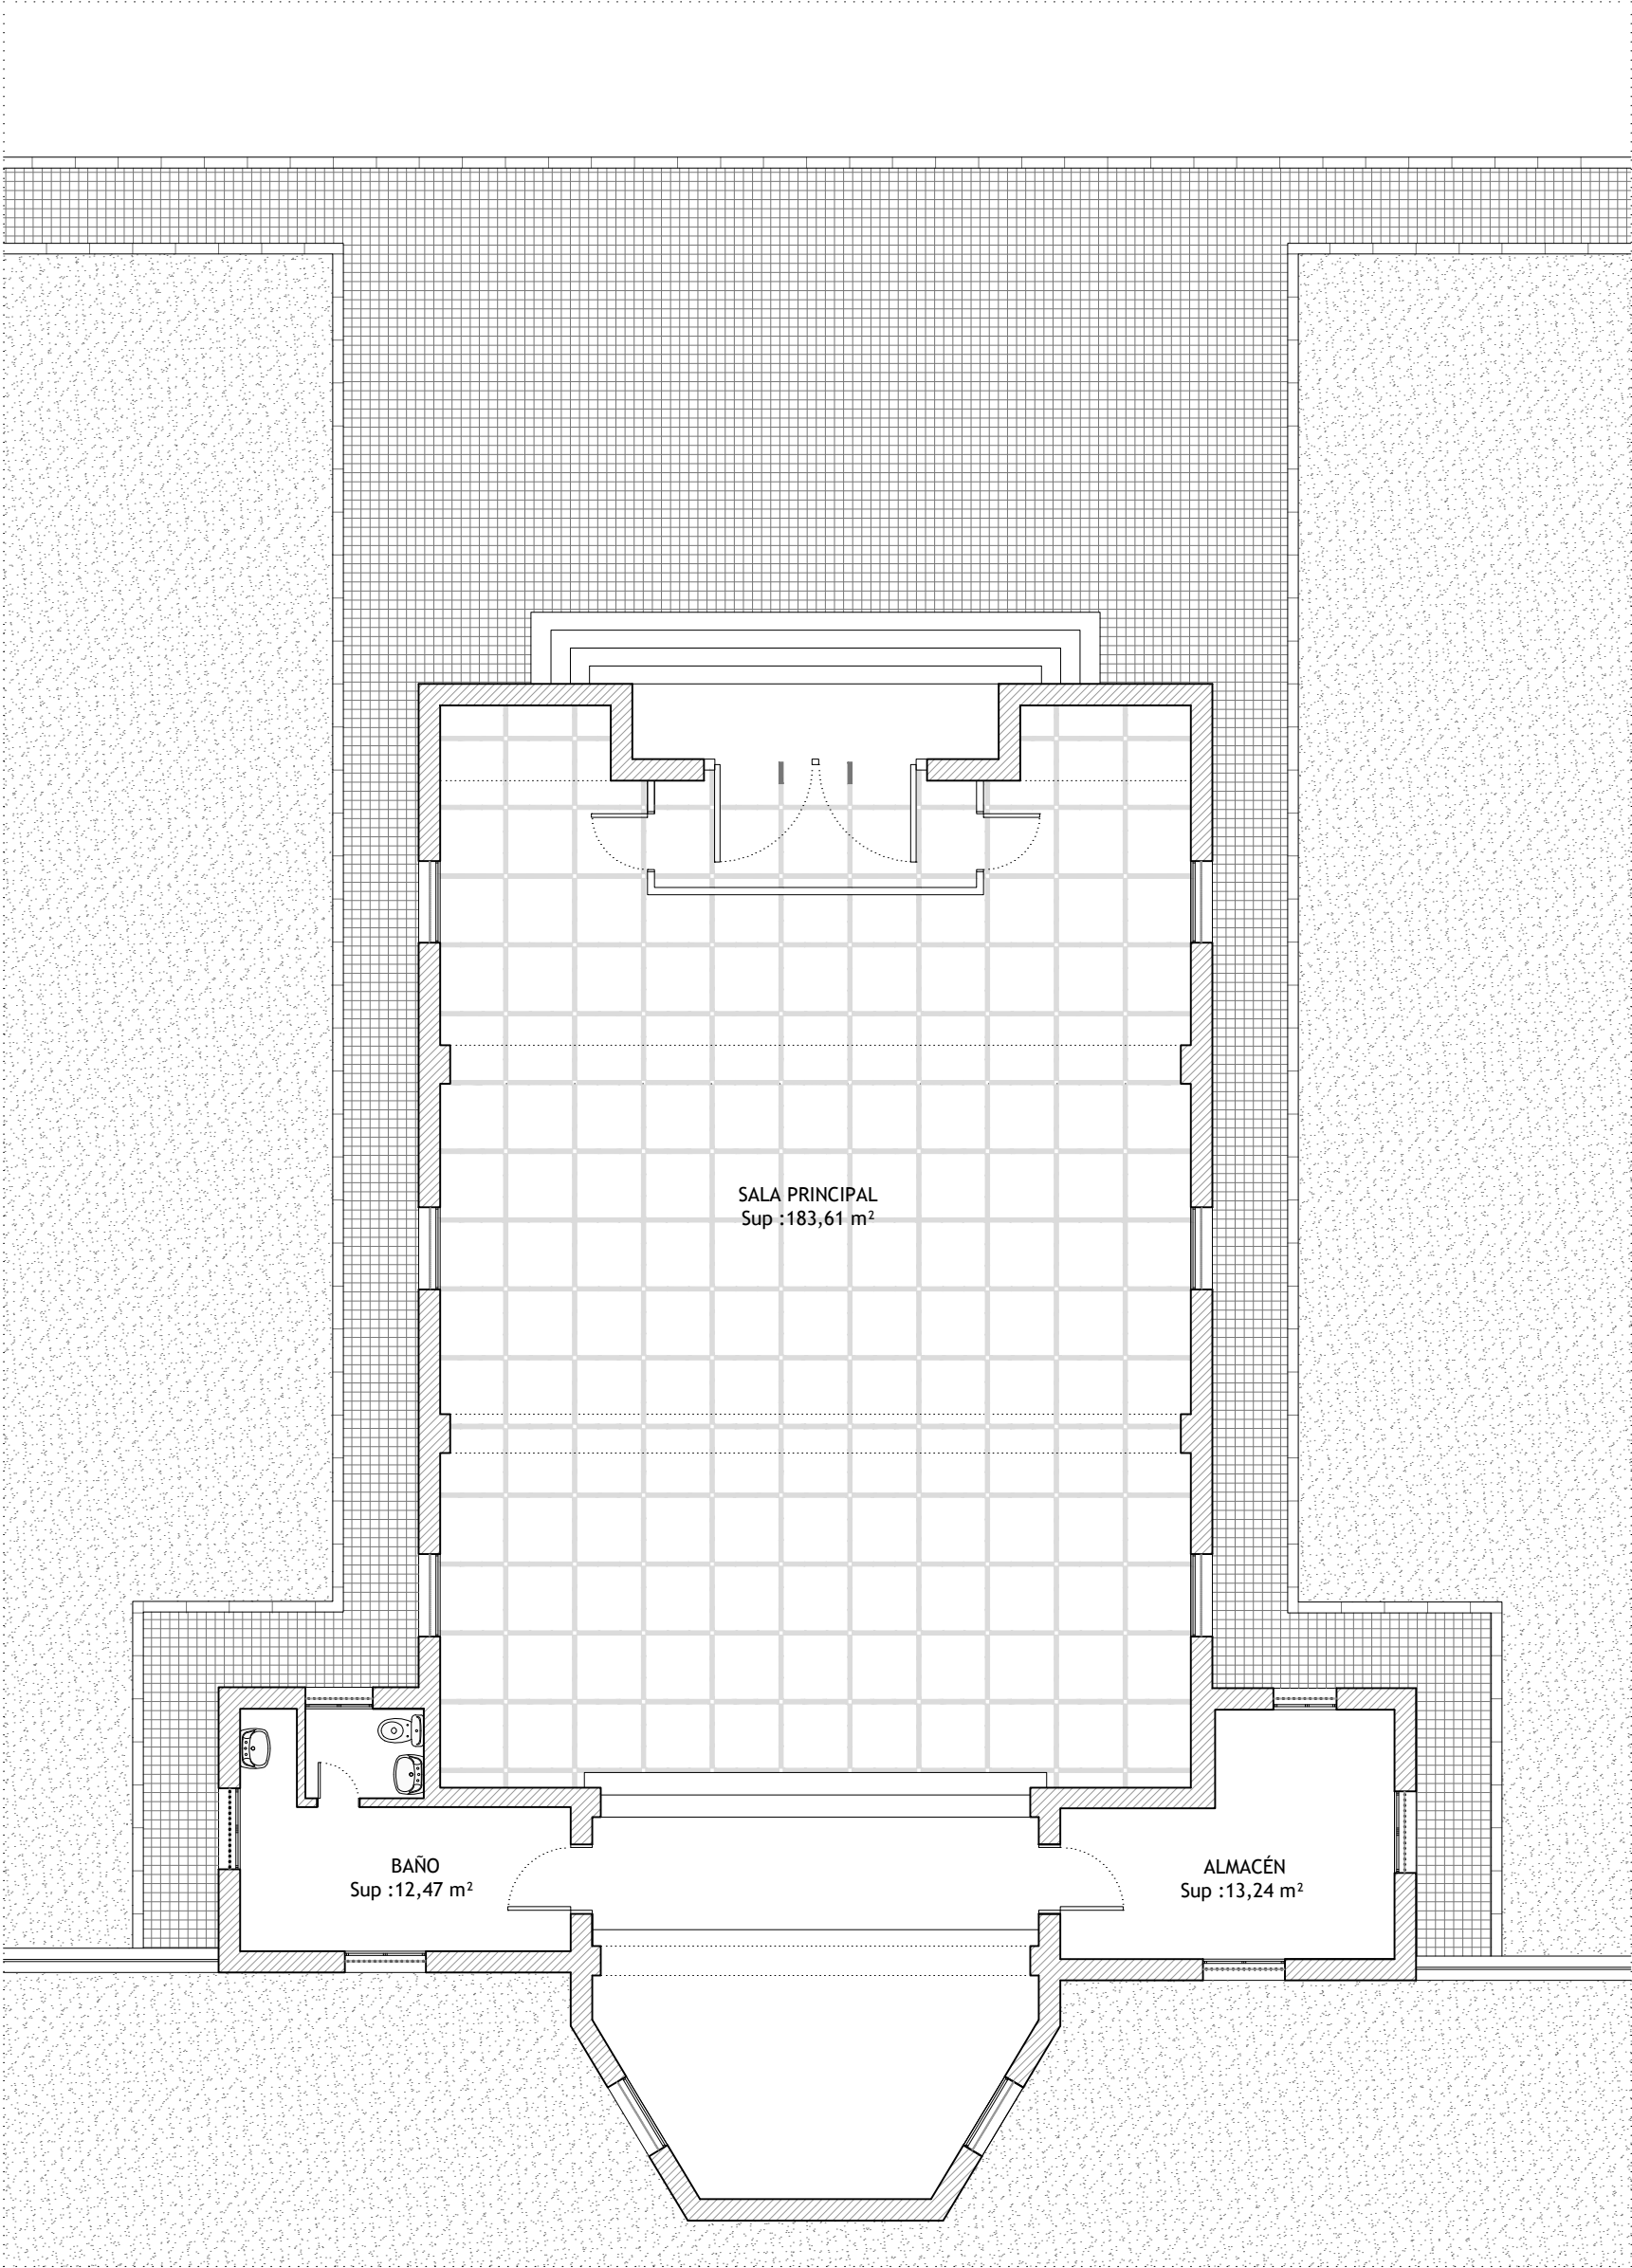 SALA PRINCIPAL
Sup :183,61 m²
BAÑO
Sup :12,47 m²
ALMACÉN
Sup :13,24 m²